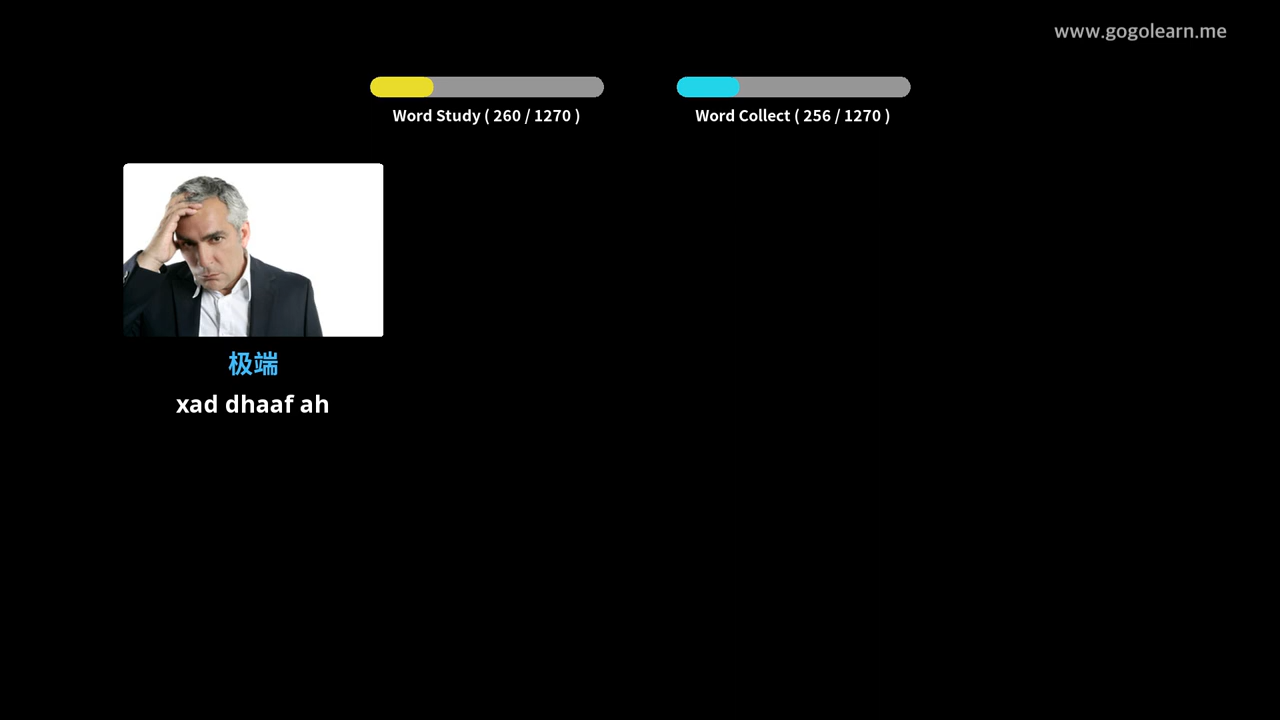 www.gogolearn.me
Word Study ( 260 / 1270 )
Word Collect ( 256 / 1270 )
极端
xad dhaaf ah